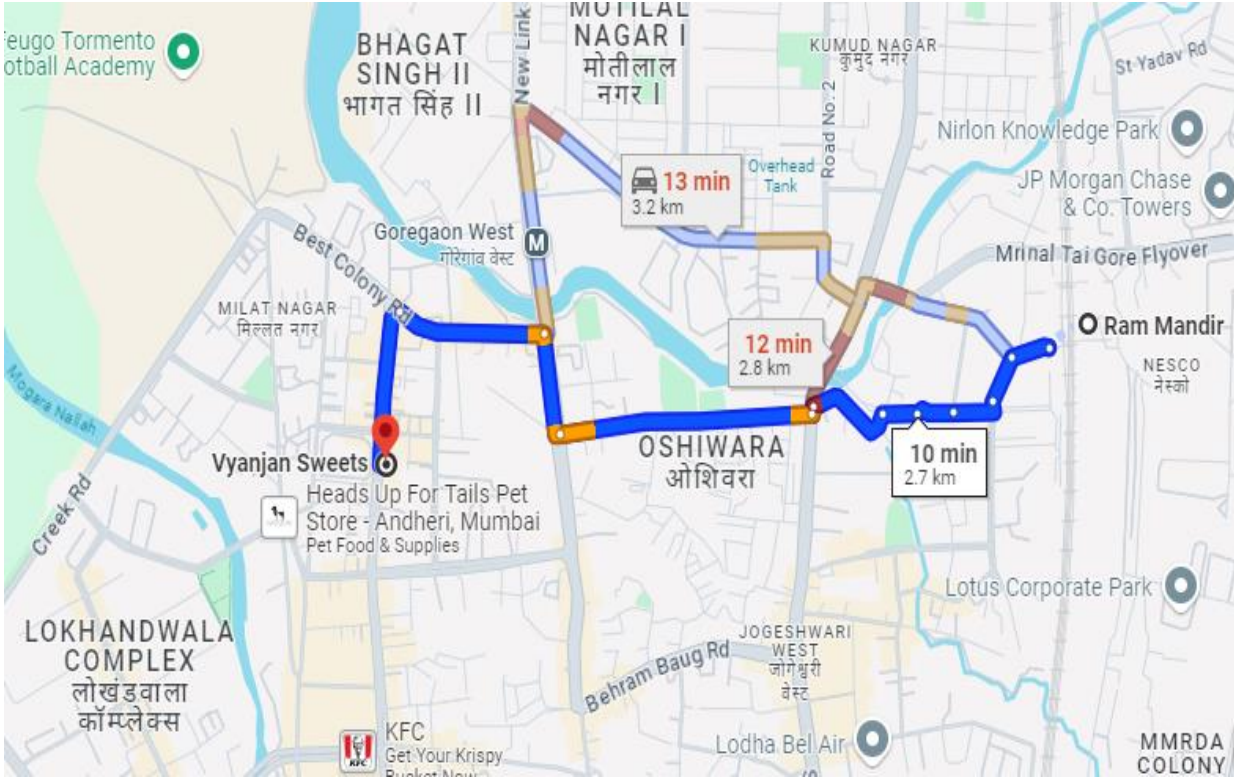 Feugo Tormento
ootball Academy
BHAGAT
SINGH II
भागत सिंह II
New Link
MOTILAL
NAGAR I
मोतीलाल
नगर I
KUMUD NAGAR
कुमुद नगर
St Yadav Rd
Road No. 2
Nirlon Knowledge Park
JP Morgan Chase
& Co. Towers
Overhead
Tank
13 min
3.2 km
Goregaon West
गोरेगांव वेस्ट
M
Mrinal Tai Gore Flyover
Best Colony Rd
MILAT NAGAR
मिल्लत नगर
12 min
2.8 km
Ram Mandir
NESCO
नेस्को
Mogara Nallah
Vyanjan Sweets
Heads Up For Tails Pet
Store - Andheri, Mumbai
Pet Food & Supplies
OSHIWARA
ओशिवरा
10 min
2.7 km
Creek Rd
Lotus Corporate Park
LOKHANDWALA
COMPLEX
लोखंडवाला
कॉम्प्लेक्स
JOGESHWARI
WEST
जोगेश्वरी
वेस्ट
Behram Baug Rd
Lodha Bel Air
KFC
KFC
Get Your Krispy
Bucket Now
MMRDA
COLONY